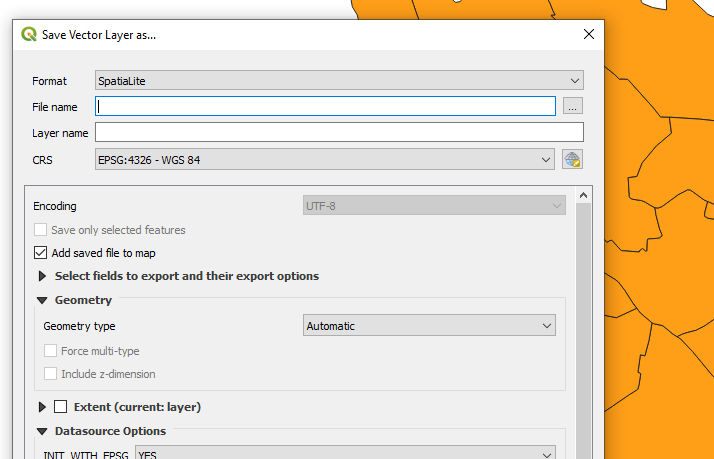 Save Vector Layer as...
Format SpatiaLite
File name ...
Layer name
CRS EPSG:4326 - WGS 84
Encoding UTF-8
Save only selected features
Add saved file to map
Select fields to export and their export options
Geometry
Geometry type Automatic
Force multi-type
Include z-dimension
Extent (current: layer)
Datasource Options
INIT_WITH_EPSG YES